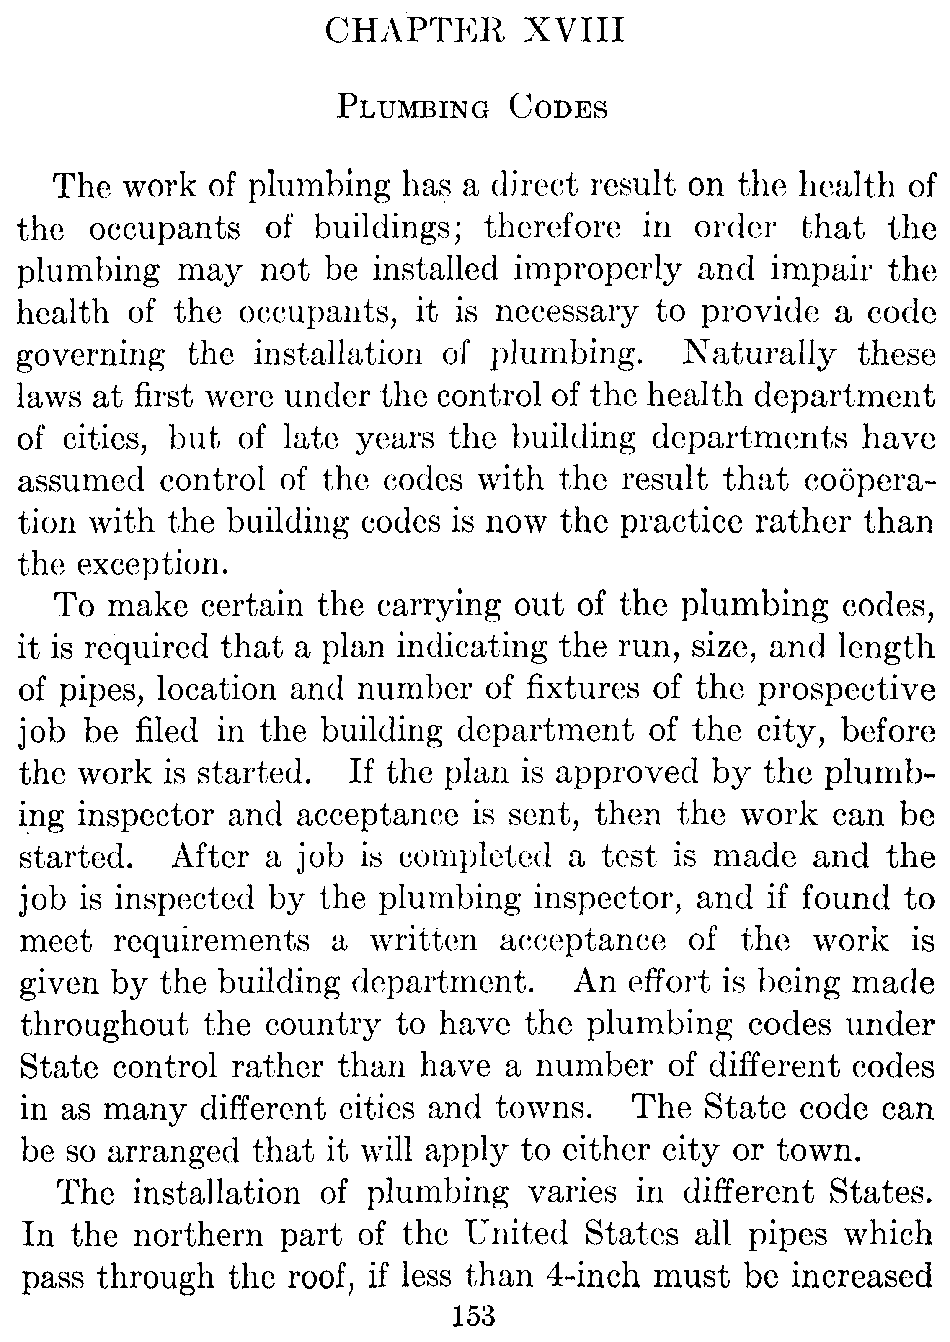 CHAPTER XVIII
PLUMBING CODES
The work of plumbing has a direct result on the health of
the occupants of buildings; therefore in order that the
plumbing may not be installed improperly and impair the
health of the occupants, it is necessary to provide a code
governing the installation of plumbing. Naturally these
laws at first were under the control of the health department
of cities, but of late years the building departments have
assumed control of the codes with the result that coöpera-
tion with the building codes is now the practice rather than
the exception.
To make certain the carrying out of the plumbing codes,
it is required that a plan indicating the run, size, and length
of pipes, location and number of fixtures of the prospective
job be filed in the building department of the city, before
the work is started. If the plan is approved by the plumb-
ing inspector and acceptance is sent, then the work can be
started. After a job is completed a test is made and the
job is inspected by the plumbing inspector, and if found to
meet requirements a written acceptance of the work is
given by the building department. An effort is being made
throughout the country to have the plumbing codes under
State control rather than have a number of different codes
in as many different cities and towns. The State code can
be so arranged that it will apply to either city or town.
The installation of plumbing varies in different States.
In the northern part of the United States all pipes which
pass through the roof, if less than 4-inch must be increased
153